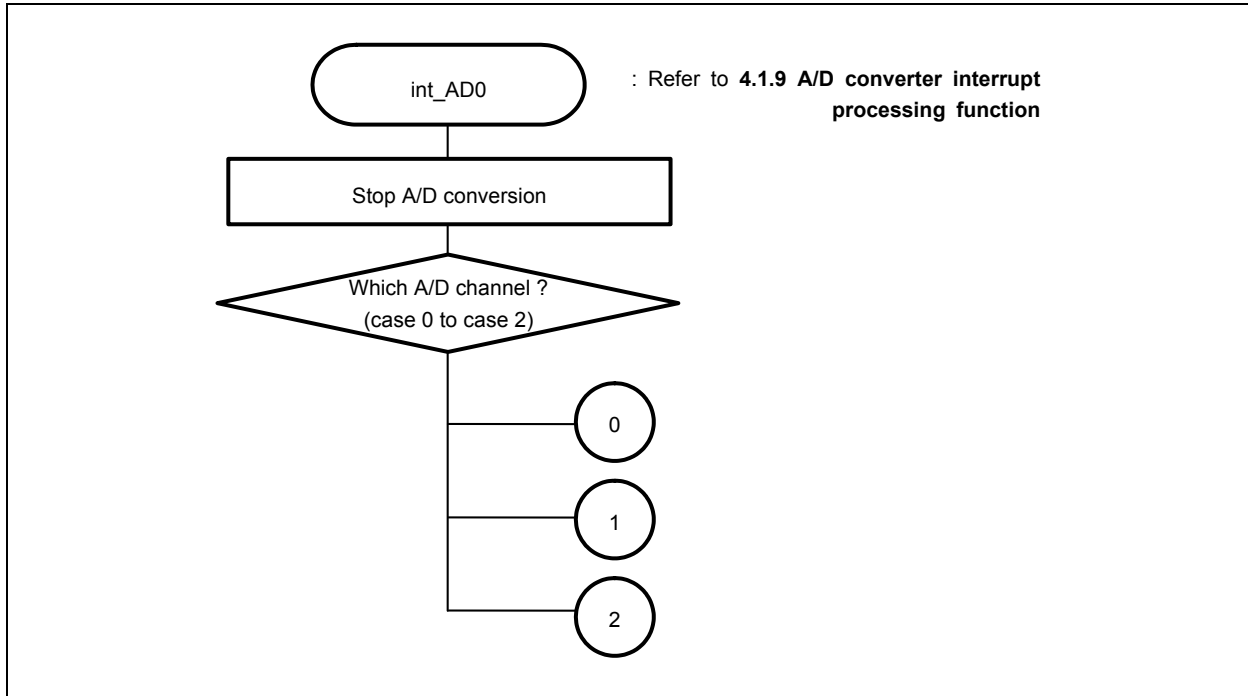 int_AD0
: Refer to 4.1.9 A/D converter interrupt
processing function
Stop A/D conversion
Which A/D channel ?
(case 0 to case 2)
0
1
2